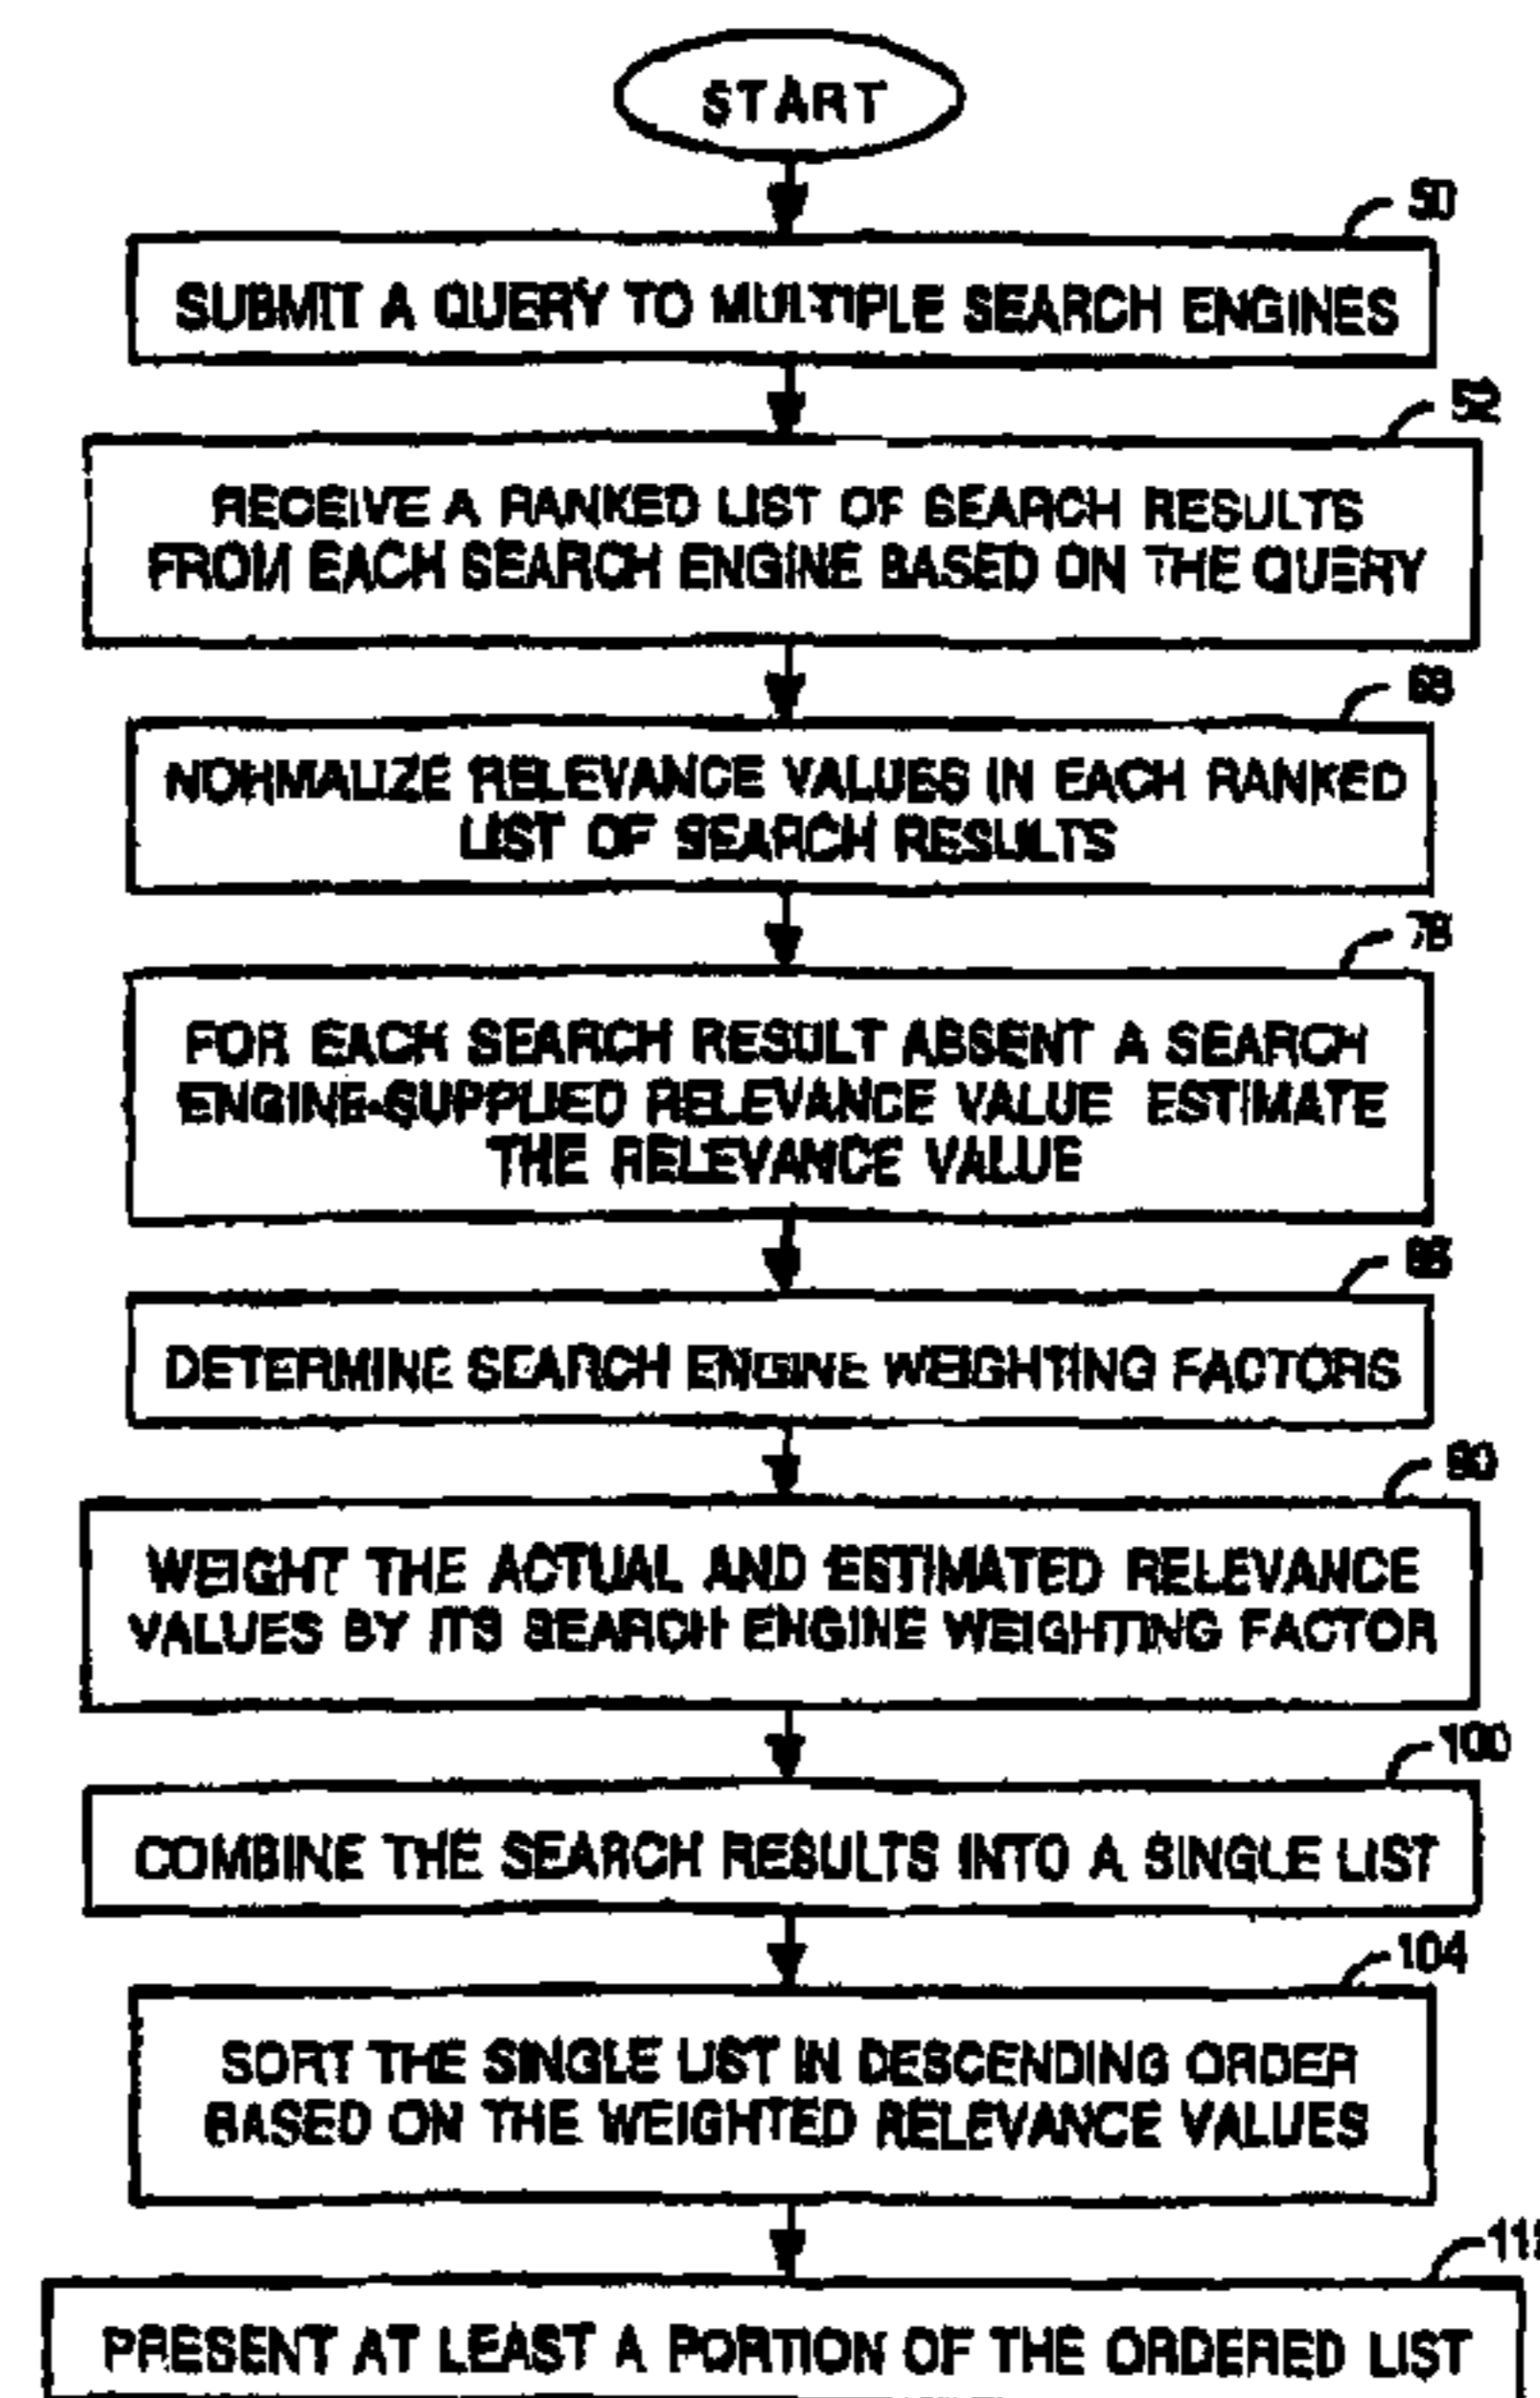 START
50
SUBMIT A QUERY TO MULTIPLE SEARCH ENGINES
52
RECEIVE A RANKED LIST OF SEARCH RESULTS
FROM EACH SEARCH ENGINE BASED ON THE QUERY
68
NORMALIZE RELEVANCE VALUES IN EACH RANKED
LIST OF SEARCH RESULTS
78
FOR EACH SEARCH RESULT ABSENT A SEARCH
ENGINE-SUPPLIED RELEVANCE VALUE ESTIMATE
THE RELEVANCE VALUE
DETERMINE SEARCH ENGINE WEIGHTING FACTORS
90
WEIGHT THE ACTUAL AND ESTIMATED RELEVANCE
VALUES BY ITS SEARCH ENGINE WEIGHTING FACTOR
100
COMBINE THE SEARCH RESULTS INTO A SINGLE LIST
104
SORT THE SINGLE LIST IN DESCENDING ORDER
BASED ON THE WEIGHTED RELEVANCE VALUES
PRESENT AT LEAST A PORTION OF THE ORDERED LIST